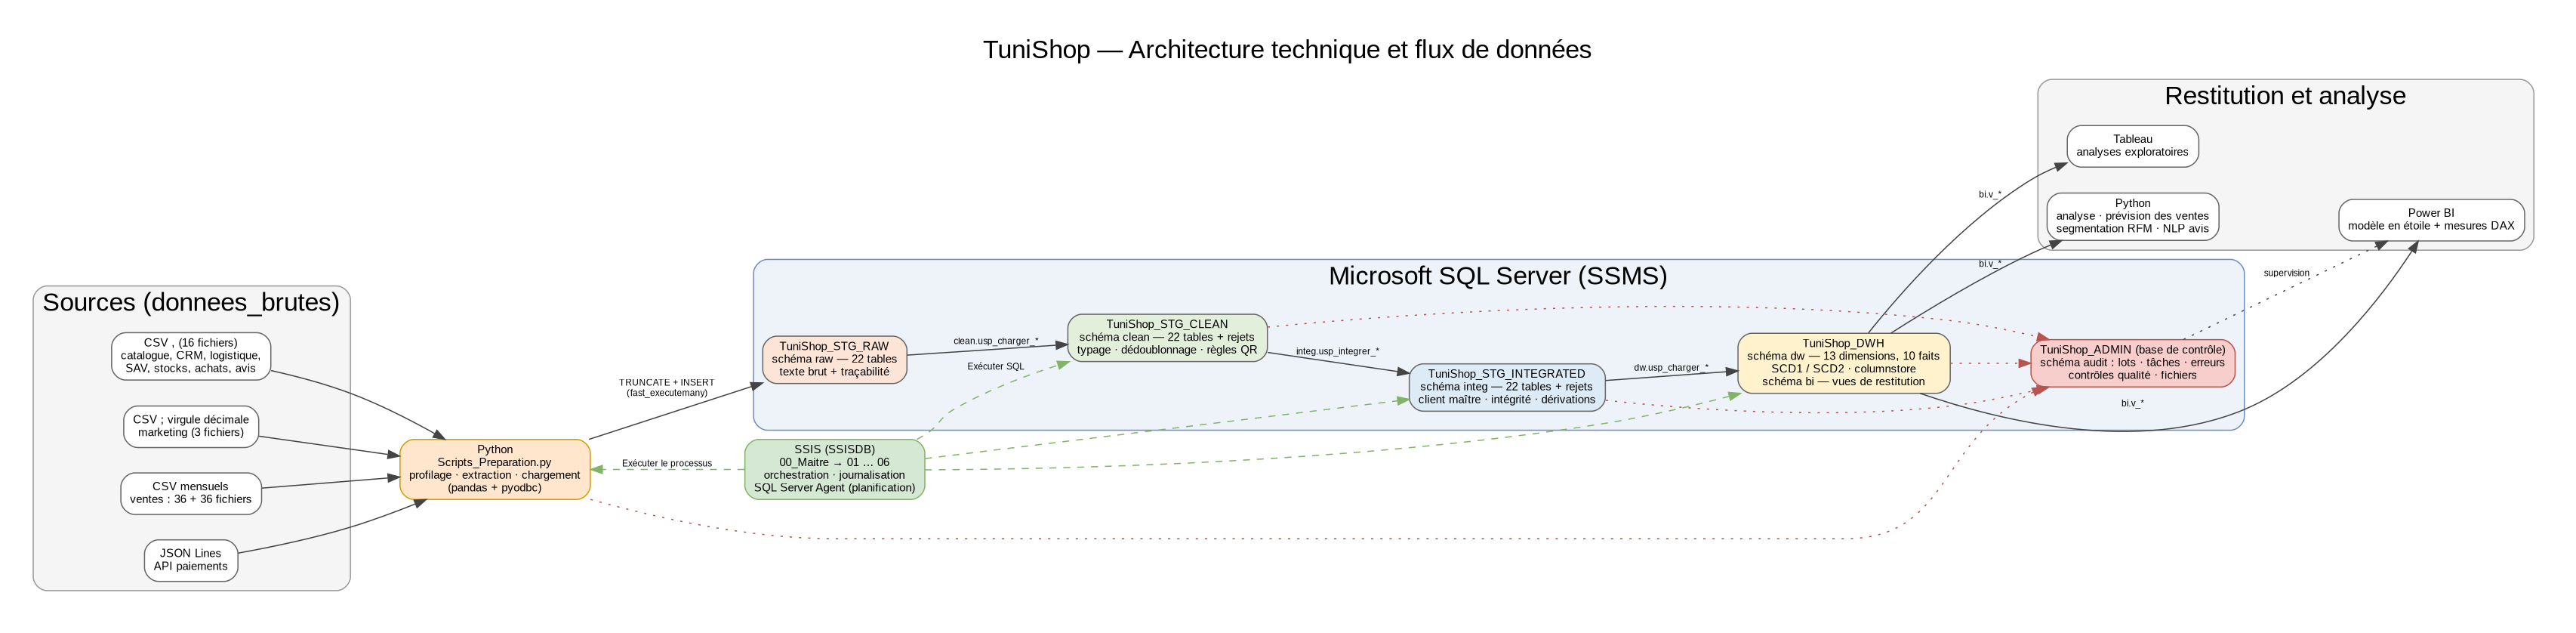 TuniShop — Architecture technique et flux de données
Sources (donnees_brutes)
CSV , (16 fichiers)
catalogue, CRM, logistique,
SAV, stocks, achats, avis
CSV ; virgule décimale
marketing (3 fichiers)
CSV mensuels
ventes : 36 + 36 fichiers
JSON Lines
API paiements
Python
Scripts_Preparation.py
profilage · extraction · chargement
(pandas + pyodbc)
TRUNCATE + INSERT
(fast_executemany)
Exécuter le processus
SSIS (SSISDB)
00_Maitre → 01 … 06
orchestration · journalisation
SQL Server Agent (planification)
Microsoft SQL Server (SSMS)
TuniShop_STG_RAW
schéma raw — 22 tables
texte brut + traçabilité
clean.usp_charger_*
Exécuter SQL
TuniShop_STG_CLEAN
schéma clean — 22 tables + rejets
typage · dédoublonnage · règles QR
integ.usp_integrer_*
TuniShop_STG_INTEGRATED
schéma integ — 22 tables + rejets
client maître · intégrité · dérivations
dw.usp_charger_*
TuniShop_DWH
schéma dw — 13 dimensions, 10 faits
SCD1 / SCD2 · columnstore
schéma bi — vues de restitution
TuniShop_ADMIN (base de contrôle)
schéma audit : lots · tâches · erreurs
contrôles qualité · fichiers
bi.v_*
bi.v_*
bi.v_*
supervision
Restitution et analyse
Tableau
analyses exploratoires
Python
analyse · prévision des ventes
segmentation RFM · NLP avis
Power BI
modèle en étoile + mesures DAX